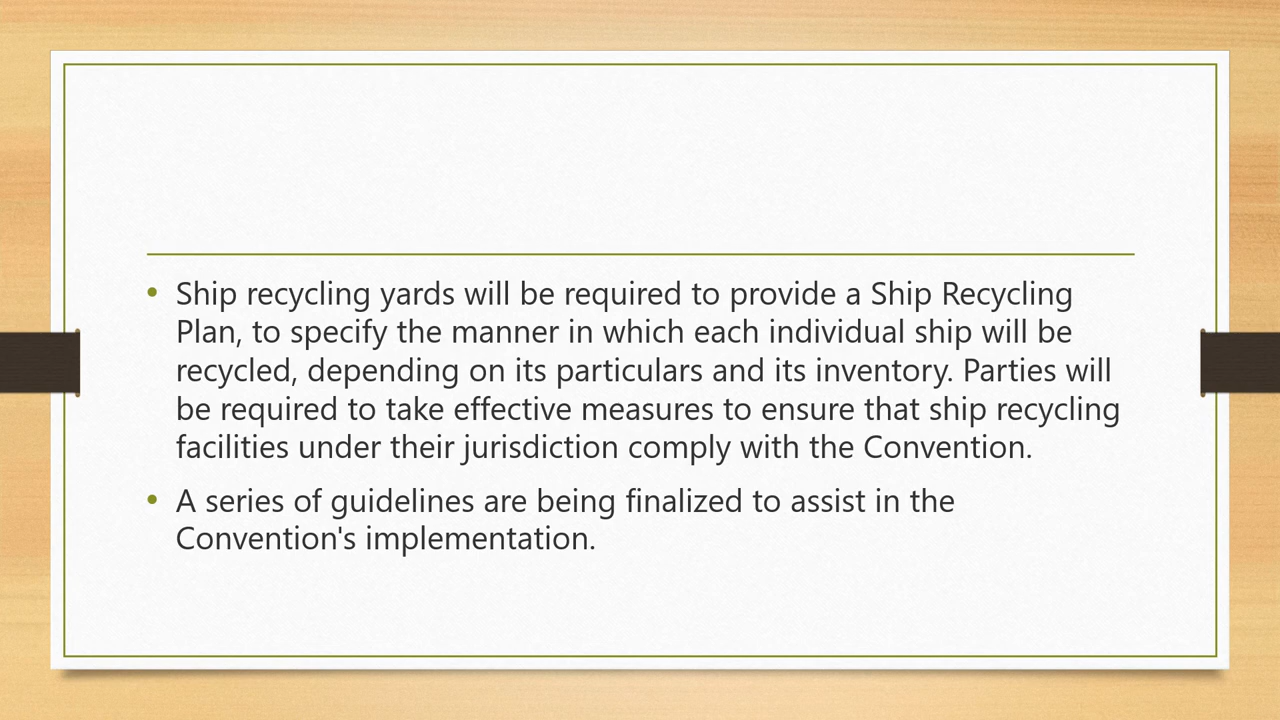 • Ship recycling yards will be required to provide a Ship Recycling
Plan, to specify the manner in which each individual ship will be
recycled, depending on its particulars and its inventory. Parties will
be required to take effective measures to ensure that ship recycling
facilities under their jurisdiction comply with the Convention.
• A series of guidelines are being finalized to assist in the
Convention's implementation.